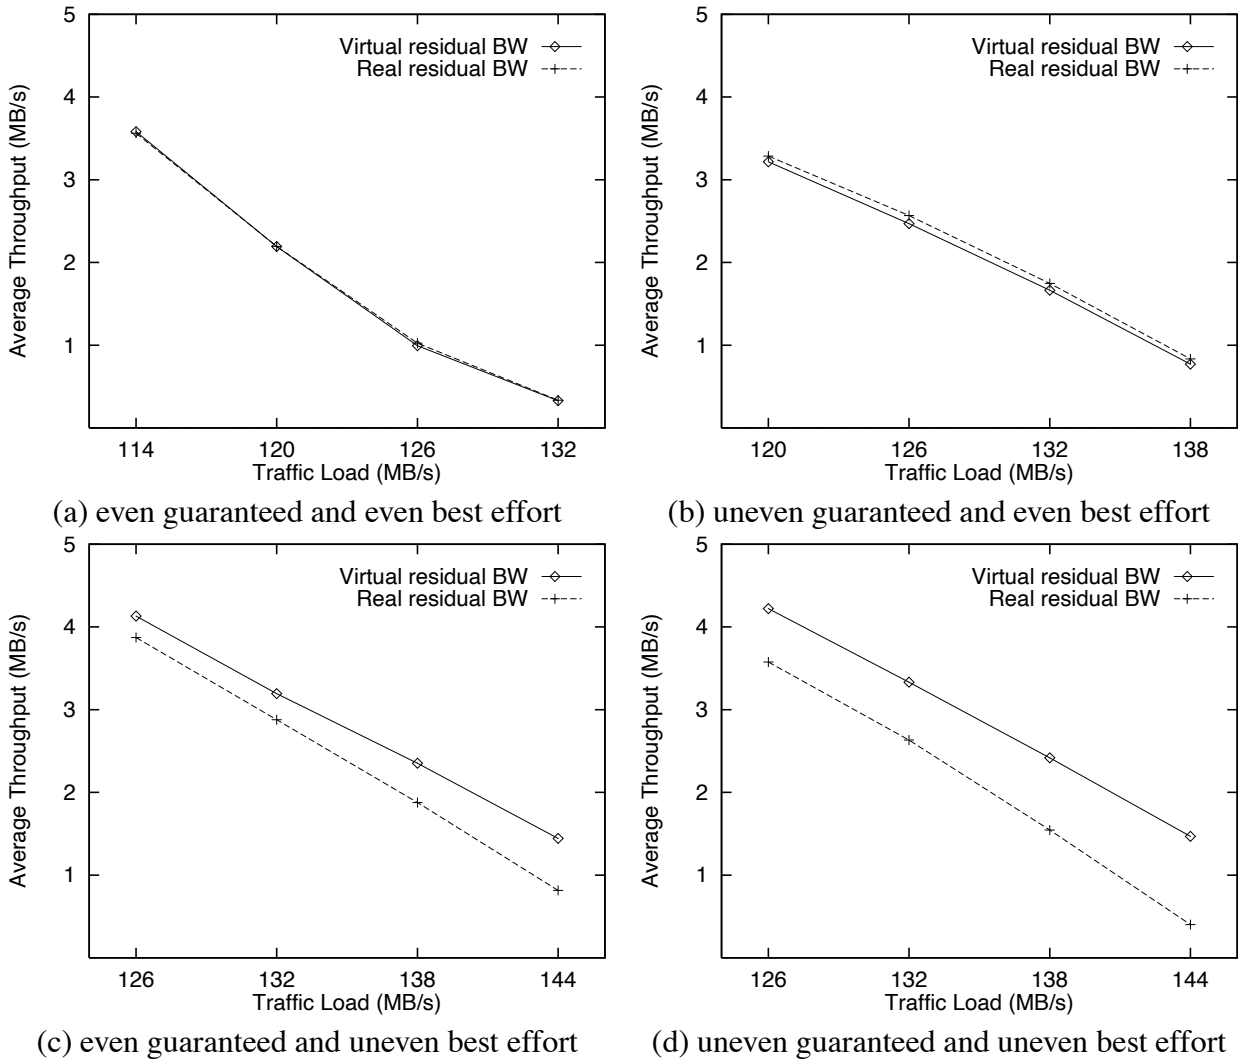 5
4
3
2
1
Average Throughput (MB/s)
Virtual residual BW
Real residual BW
114 120 126 132
Traffic Load (MB/s)
(a) even guaranteed and even best effort
5
4
3
2
1
Average Throughput (MB/s)
Virtual residual BW
Real residual BW
120 126 132 138
Traffic Load (MB/s)
(b) uneven guaranteed and even best effort
5
4
3
2
1
Average Throughput (MB/s)
Virtual residual BW
Real residual BW
126 132 138 144
Traffic Load (MB/s)
(c) even guaranteed and uneven best effort
5
4
3
2
1
Average Throughput (MB/s)
Virtual residual BW
Real residual BW
126 132 138 144
Traffic Load (MB/s)
(d) uneven guaranteed and uneven best effort